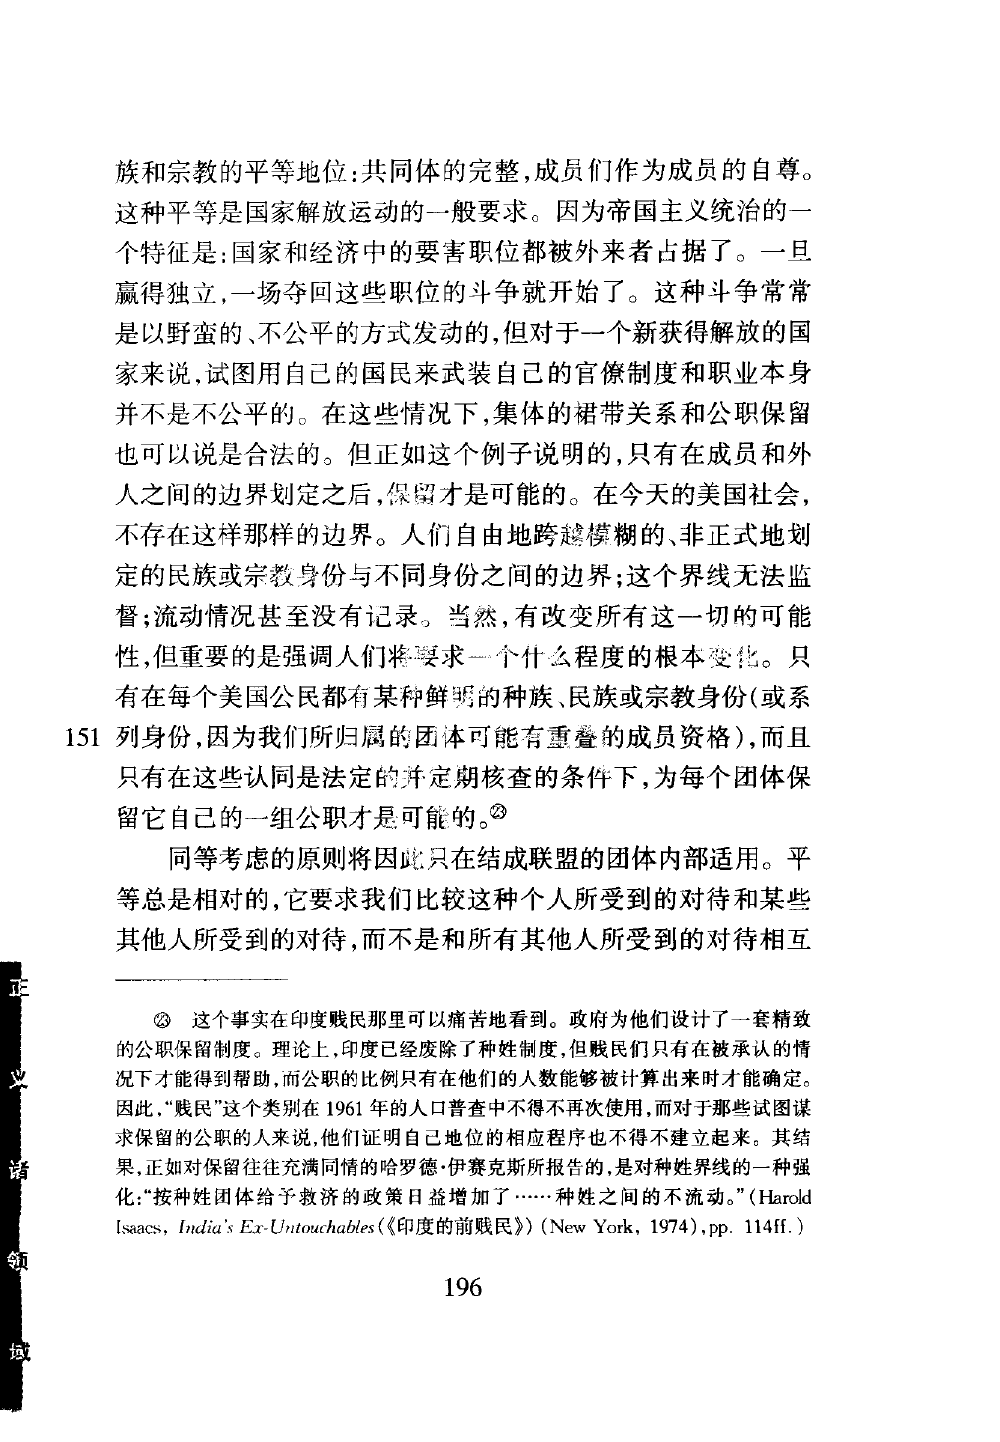 族和宗教的平等地位:共同体的完整,成员们作为成员的自尊。
这种平等是国家解放运动的一般要求。因为帝国主义统治的一
个特征是:国家和经济中的要害职位都被外来者占据了。一旦
赢得独立,一场夺回这些职位的斗争就开始了。这种斗争常常
是以野蛮的、不公平的方式发动的,但对于一个新获得解放的国
家来说,试图用自己的国民来武装自己的官僚制度和职业本身
并不是不公平的。在这些情况下,集体的裙带关系和公职保留
也可以说是合法的。但正如这个例子说明的,只有在成员和外
人之间的边界划定之后,保留才是可能的。在今天的美国社会,
不存在这样那样的边界。人们自由地跨越模糊的、非正式地划
定的民族或宗教身份与不同身份之间的边界;这个界线无法监
督;流动情况甚至没有记录。当然,有改变所有这一切的可能
性,但重要的是强调人们将要求一个什么程度的根本变化。只
有在每个美国公民都有某种鲜明的种族、民族或宗教身份(或系
151 列身份,因为我们所归属的团体可能有重叠的成员资格),而且
只有在这些认同是法定的并定期核查的条件下,为每个团体保
留它自己的一组公职才是可能的。㉓
同等考虑的原则将因此只在结成联盟的团体内部适用。平
等总是相对的,它要求我们比较这种个人所受到的对待和某些
其他人所受到的对待,而不是和所有其他人所受到的对待相互
㉓ 这个事实在印度贱民那里可以痛苦地看到。政府为他们设计了一套精致
的公职保留制度。理论上,印度已经废除了种姓制度,但贱民们只有在被承认的情
况下才能得到帮助,而公职的比例只有在他们的人数能够被计算出来时才能确定。
因此,“贱民”这个类别在 1961 年的人口普查中不得不再次使用,而对于那些试图谋
求保留的公职的人来说,他们证明自己地位的相应程序也不得不建立起来。其结
果,正如对保留往往充满同情的哈罗德·伊赛克斯所报告的,是对种姓界线的一种强
化:“按种姓团体给予救济的政策日益增加了……种姓之间的不流动。”(Harold
Isaacs, India's Ex-Untouchables(《印度的前贱民》)(New York, 1974),pp. 114ff.)
196
正
义
诸
领
域